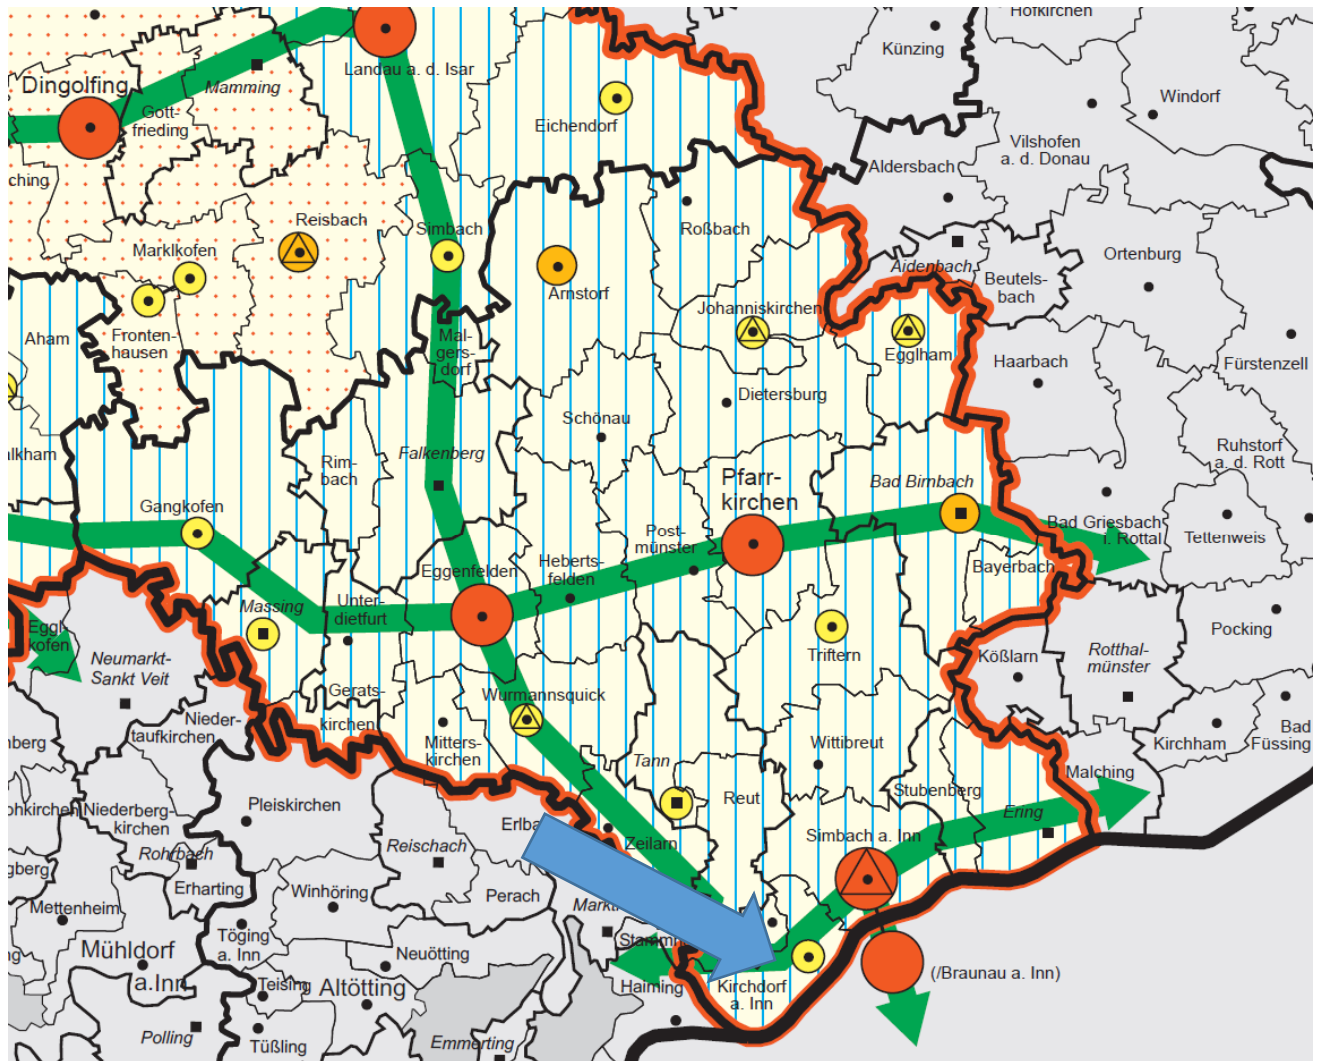 Hofkirchen
Künzing
Landau a. d. Isar
Dingolfing
Mamming
Windorf
Gott-
frieding
Eichendorf
Vilshofen
a. d. Donau
Aldersbach
ching
Reisbach
Simbach
Roßbach
Marklkofen
Aidenbach
Ortenburg
Beutels-
bach
Arnstorf
Johanniskirchen
Aham
Fronten-
hausen
Mal-
gers-
dorf
Egglham
Haarbach
Fürstenzell
Dietersburg
Schönau
lkham
Rim-
bach
Falkenberg
Ruhstorf
a. d. Rott
Pfarr-
kirchen
Bad Birnbach
Gangkofen
Bad Griesbach
i. Rottal
Tettenweis
Post-
münster
Heberts-
felden
Eggenfelden
Bayerbach
Massing
Unter-
dietfurt
Eggl-
kofen
Pocking
Neumarkt-
Sankt Veit
Triftern
Kößlarn
Rotthal-
münster
Gerats-
kirchen
Wurmannsquick
Nieder-
taufkirchen
Mitters-
kirchen
Wittibreut
Kirchham
Bad
Füssing
nberg
Tann
Malching
Stubenberg
Reut
Ering
ohkirchen
Niederberg-
kirchen
Pleiskirchen
Erlba
Simbach a. Inn
Zeilarn
Rohrbach
Reischach
gberg
Erharting
Winhöring
Perach
Mettenheim
Marktl
Töging
a. Inn
Stammh
Mühldorf
a.Inn
Neuötting
ng
Teising
Altötting
Haiming
Kirchdorf
a. Inn
(/Braunau a. Inn)
Polling
Tüßling
Emmerting